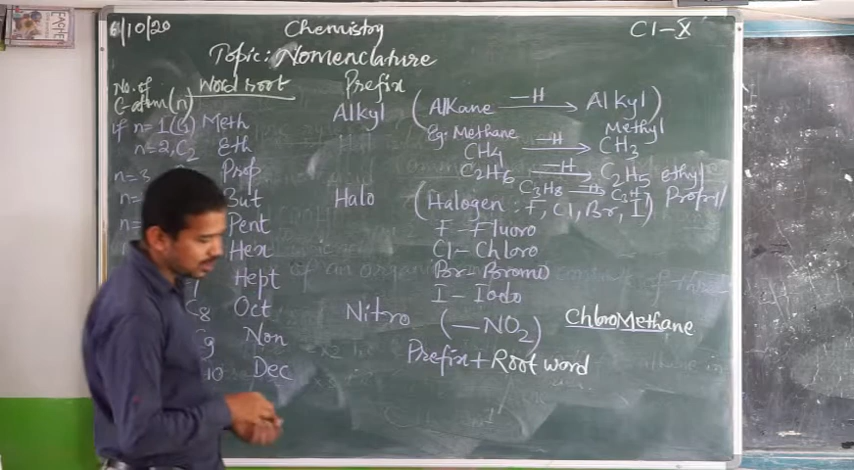 6/10/20 Chemistry Cl-X
Topic: Nomenclature
No. of C-atom(n) Word root Prefix
if n=1(C1) Meth
n=2, C2 Eth
n=3 Prop
n= But
n= Pent
Hex
7 Hept
C8 Oct
C9 Non
10 Dec
Alkyl (Alkane —H→ Alkyl)
Eg. Methane —H→ Methyl
CH4 → CH3
C2H6 —H→ C2H5 ethyl
C3H8 —H→ C3H7 Propyl
Halo (Halogen : F, Cl, Br, I)
F - Fluoro
Cl - Chloro
Br - Bromo
I - Iodo
Nitro (—NO2) ChloroMethane
Prefix + Root word